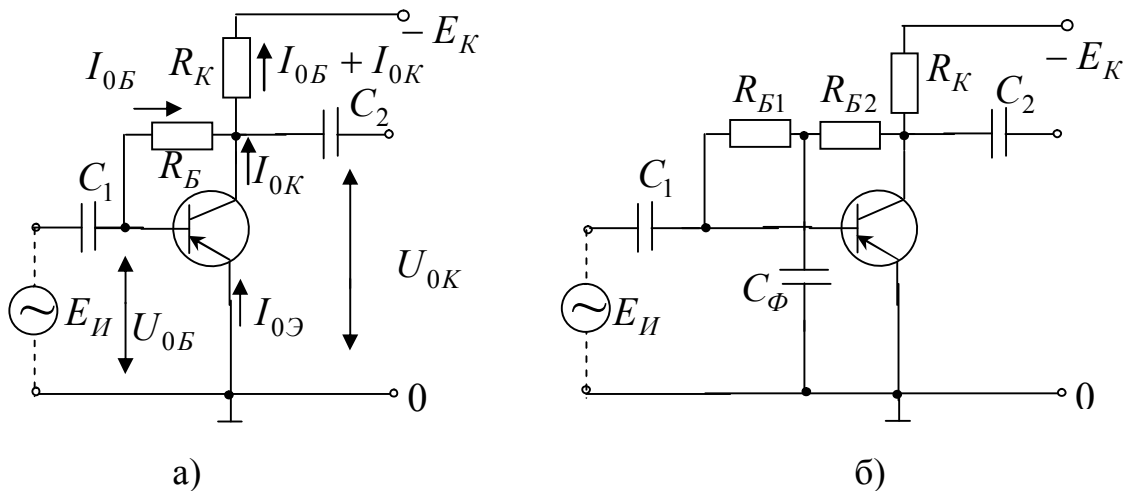 − E_К
R_К
I_0Б + I_0К
I_0Б
C_2
R_Б
I_0К
C_1
U_0К
E_И
U_0Б
I_0Э
0
а)
− E_К
R_К
R_Б1
R_Б2
C_2
C_1
C_Ф
E_И
0
б)